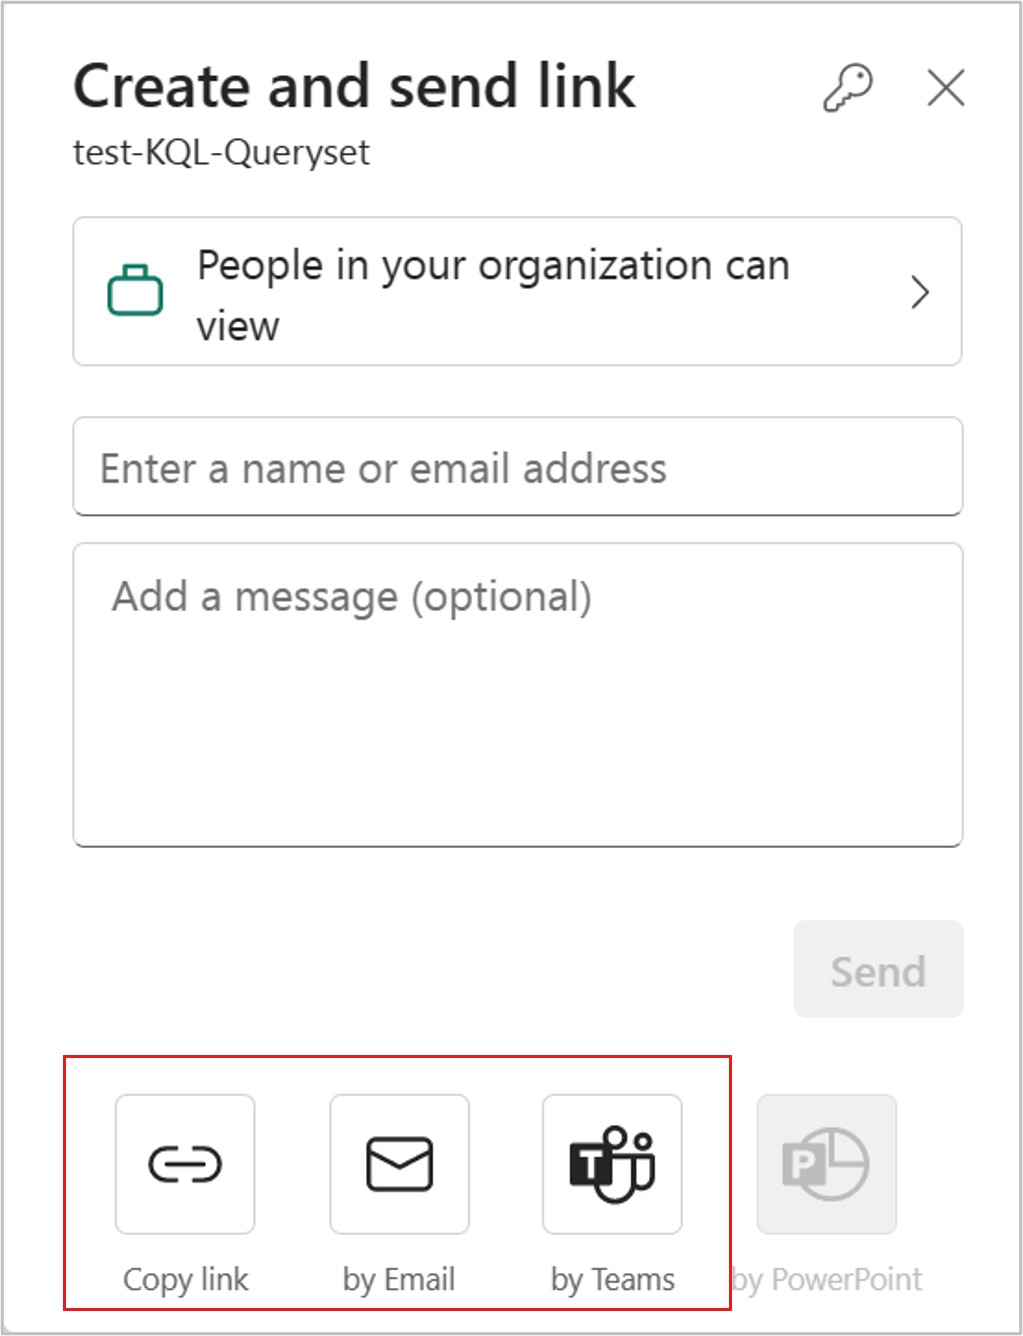 Create and send link
test-KQL-Queryset
People in your organization can
view
Enter a name or email address
Add a message (optional)
Send
T
P
Copy link
by Email
by Teams
by PowerPoint